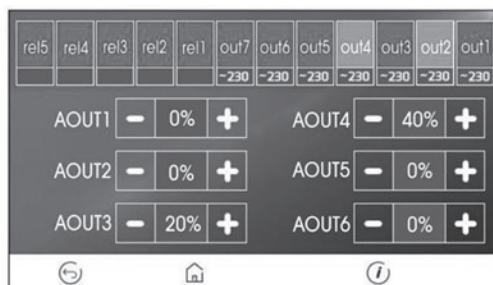 rel5 rel4 rel3 rel2 rel1 out7 out6 out5 out4 out3 out2 out1
~230 ~230 ~230 ~230 ~230 ~230 ~230
AOUT1 − 0% + AOUT4 − 40% +
AOUT2 − 0% + AOUT5 − 0% +
AOUT3 − 20% + AOUT6 − 0% +
i